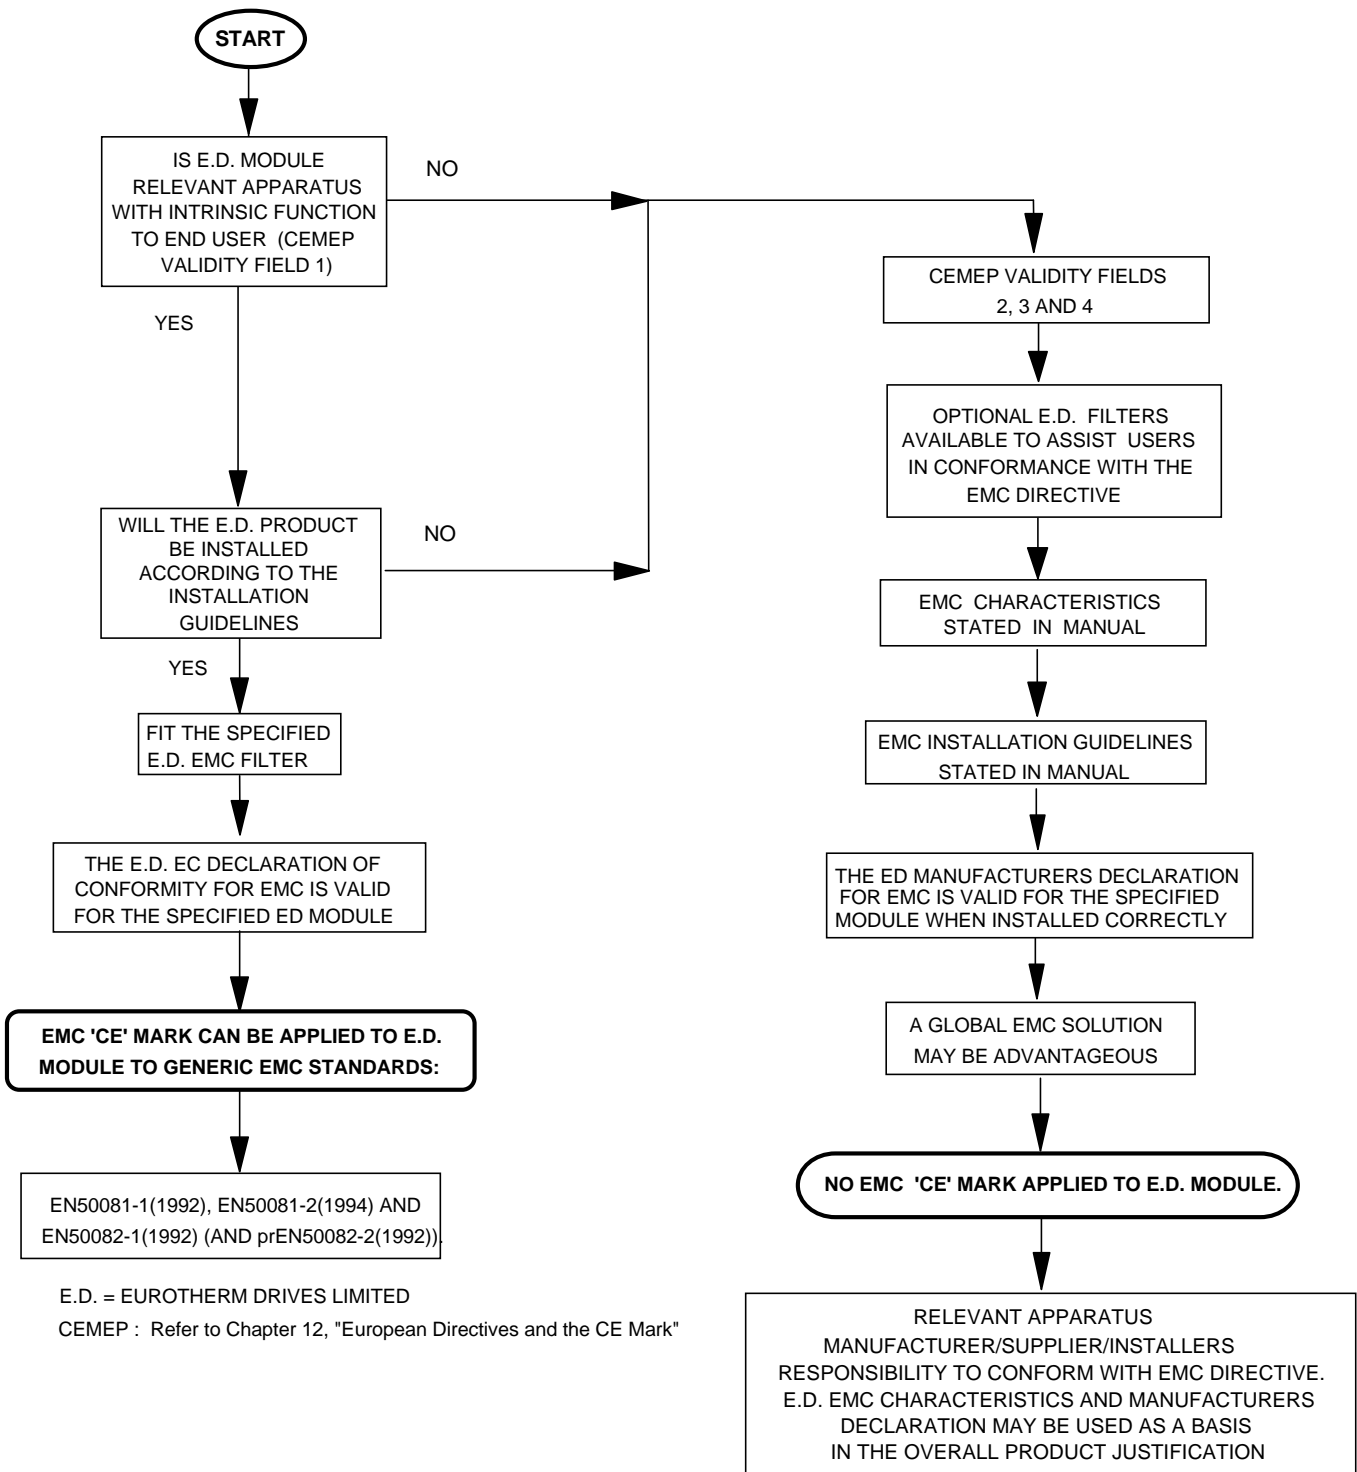 START
IS E.D. MODULE
RELEVANT APPARATUS
WITH INTRINSIC FUNCTION
TO END USER (CEMEP
VALIDITY FIELD 1)
NO
YES
WILL THE E.D. PRODUCT
BE INSTALLED
ACCORDING TO THE
INSTALLATION
GUIDELINES
NO
YES
FIT THE SPECIFIED
E.D. EMC FILTER
THE E.D. EC DECLARATION OF
CONFORMITY FOR EMC IS VALID
FOR THE SPECIFIED ED MODULE
EMC 'CE' MARK CAN BE APPLIED TO E.D.
MODULE TO GENERIC EMC STANDARDS:
EN50081-1(1992), EN50081-2(1994) AND
EN50082-1(1992) (AND prEN50082-2(1992)).
E.D. = EUROTHERM DRIVES LIMITED
CEMEP : Refer to Chapter 12, "European Directives and the CE Mark"
CEMEP VALIDITY FIELDS
2, 3 AND 4
OPTIONAL E.D. FILTERS
AVAILABLE TO ASSIST USERS
IN CONFORMANCE WITH THE
EMC DIRECTIVE
EMC CHARACTERISTICS
STATED IN MANUAL
EMC INSTALLATION GUIDELINES
STATED IN MANUAL
THE ED MANUFACTURERS DECLARATION
FOR EMC IS VALID FOR THE SPECIFIED
MODULE WHEN INSTALLED CORRECTLY
A GLOBAL EMC SOLUTION
MAY BE ADVANTAGEOUS
NO EMC 'CE' MARK APPLIED TO E.D. MODULE.
RELEVANT APPARATUS
MANUFACTURER/SUPPLIER/INSTALLERS
RESPONSIBILITY TO CONFORM WITH EMC DIRECTIVE.
E.D. EMC CHARACTERISTICS AND MANUFACTURERS
DECLARATION MAY BE USED AS A BASIS
IN THE OVERALL PRODUCT JUSTIFICATION